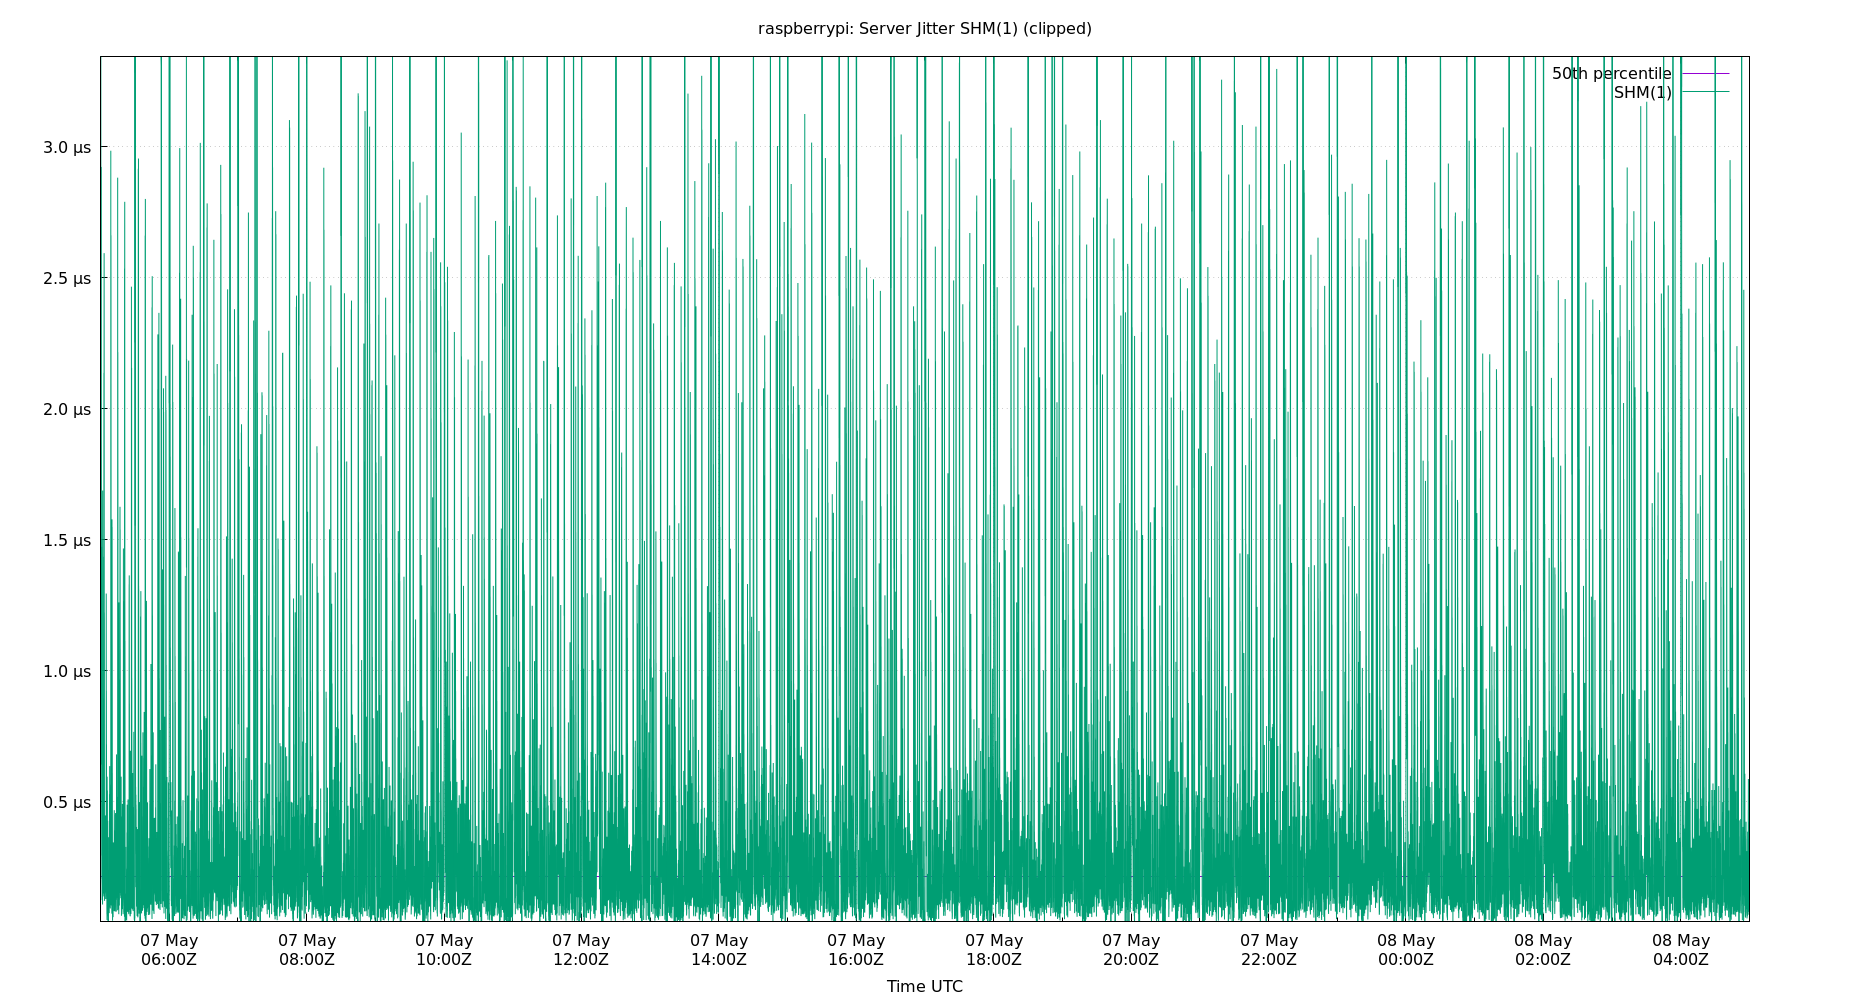 raspberrypi: Server Jitter SHM(1) (clipped)
50th percentile
SHM(1)
3.0 µs
2.5 µs
2.0 µs
1.5 µs
1.0 µs
0.5 µs
07 May 07 May 07 May 07 May 07 May 07 May 07 May 07 May 07 May 08 May 08 May 08 May
06:00Z 08:00Z 10:00Z 12:00Z 14:00Z 16:00Z 18:00Z 20:00Z 22:00Z 00:00Z 02:00Z 04:00Z
Time UTC